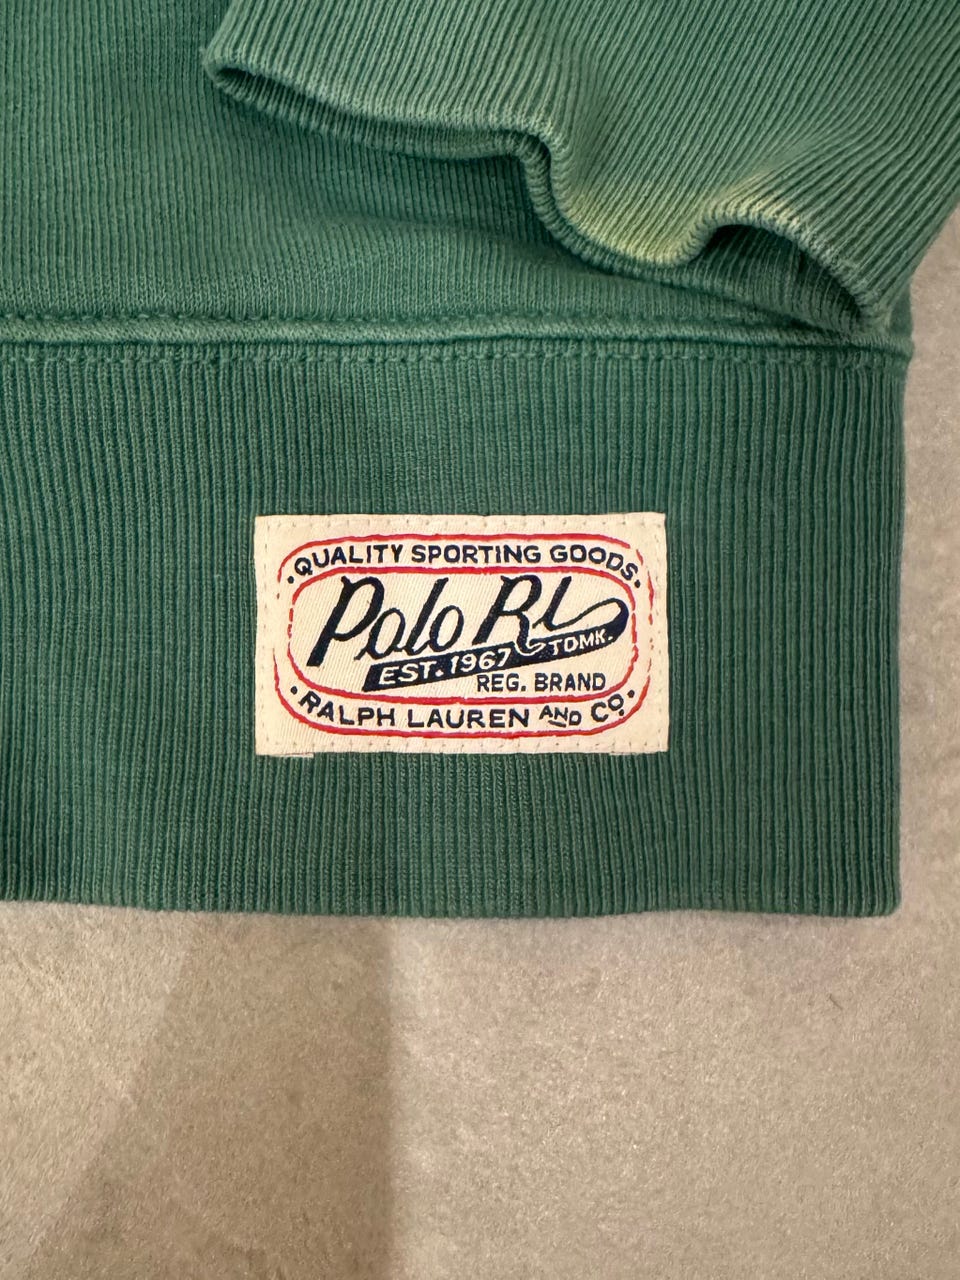 ·QUALITY SPORTING GOODS·
Polo RL
EST. 1967 TDMK.
REG. BRAND
·RALPH LAUREN AND CO.·